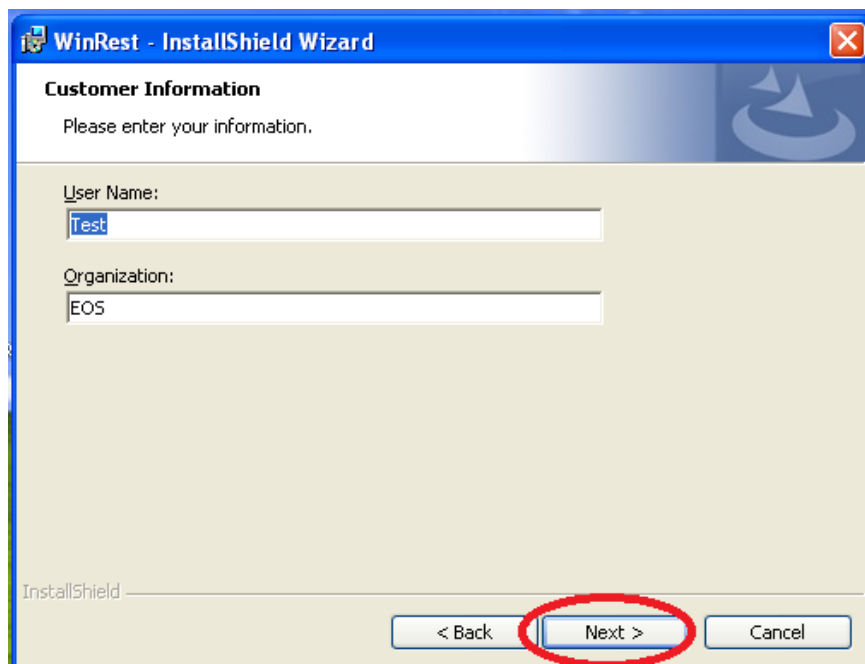 WinRest - InstallShield Wizard
Customer Information
Please enter your information.
User Name:
Test
Organization:
EOS
InstallShield
< Back Next > Cancel